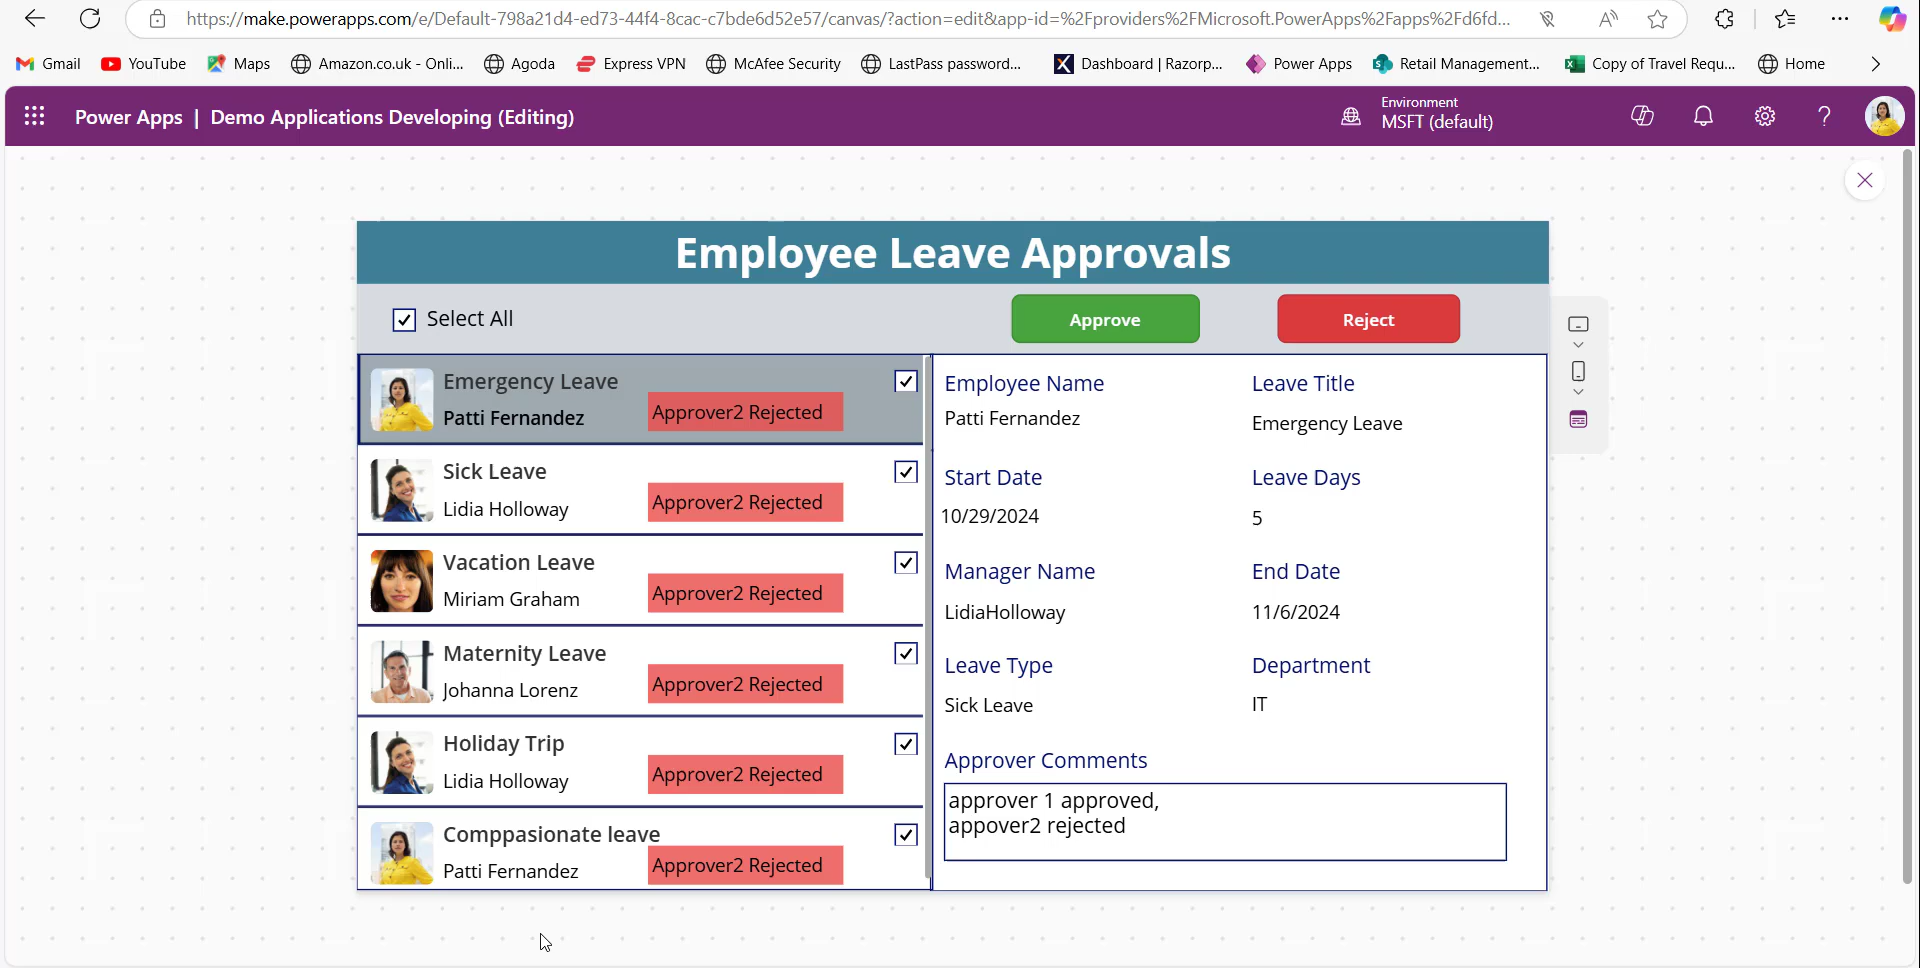 https://make.powerapps.com/e/Default-798a21d4-ed73-44f4-8cac-c7bde6d52e57/canvas/?action=edit&app-id=%2Fproviders%2FMicrosoft.PowerApps%2Fapps%2Fd6fd...
Gmail YouTube Maps Amazon.co.uk - Onli... Agoda Express VPN McAfee Security LastPass password... Dashboard | Razorp... Power Apps Retail Management... Copy of Travel Requ... Home
Power Apps | Demo Applications Developing (Editing)
Environment
MSFT (default)
Employee Leave Approvals
Select All
Approve
Reject
Emergency Leave
Patti Fernandez
Approver2 Rejected
Sick Leave
Lidia Holloway
Approver2 Rejected
Vacation Leave
Miriam Graham
Approver2 Rejected
Maternity Leave
Johanna Lorenz
Approver2 Rejected
Holiday Trip
Lidia Holloway
Approver2 Rejected
Comppasionate leave
Patti Fernandez
Approver2 Rejected
Employee Name
Patti Fernandez
Leave Title
Emergency Leave
Start Date
10/29/2024
Leave Days
5
Manager Name
LidiaHolloway
End Date
11/6/2024
Leave Type
Sick Leave
Department
IT
Approver Comments
approver 1 approved,
appover2 rejected